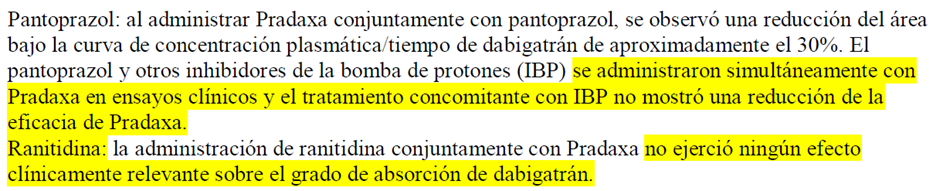 Pantoprazol: al administrar Pradaxa conjuntamente con pantoprazol, se observó una reducción del área
bajo la curva de concentración plasmática/tiempo de dabigatrán de aproximadamente el 30%. El
pantoprazol y otros inhibidores de la bomba de protones (IBP) se administraron simultáneamente con
Pradaxa en ensayos clínicos y el tratamiento concomitante con IBP no mostró una reducción de la
eficacia de Pradaxa.
Ranitidina: la administración de ranitidina conjuntamente con Pradaxa no ejerció ningún efecto
clínicamente relevante sobre el grado de absorción de dabigatrán.